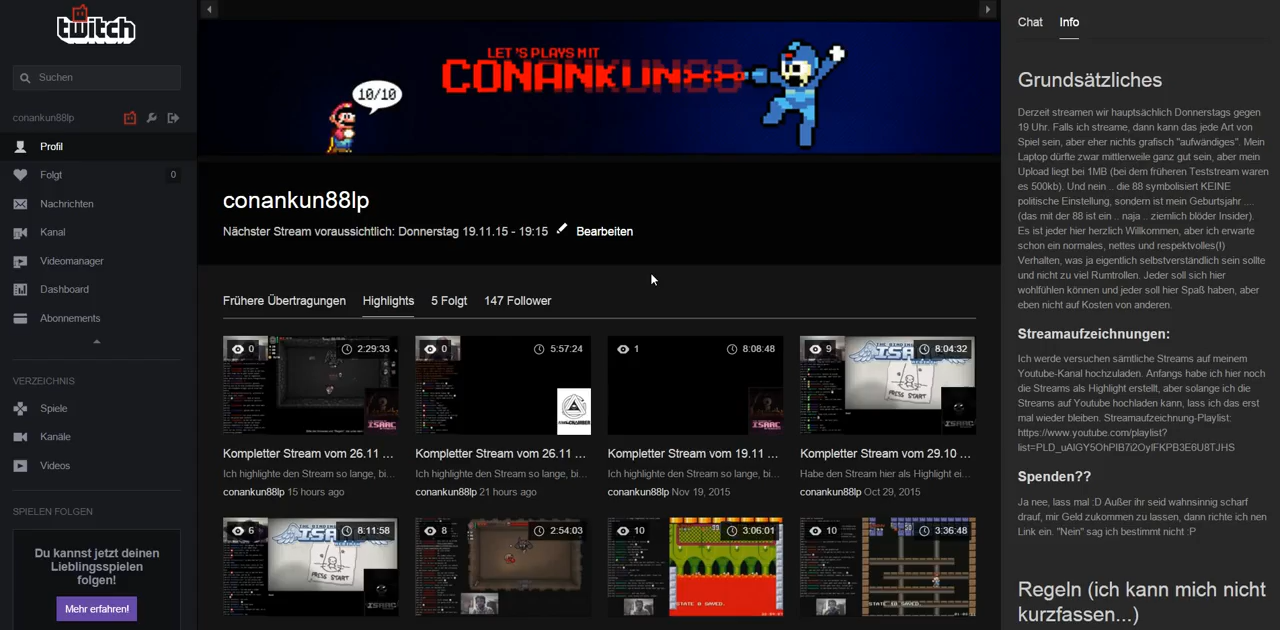 twitch
Suchen
conankun88lp
Profil
Folgt 0
Nachrichten
Kanal
Videomanager
Dashboard
Abonnements
VERZEICHNIS
Spiele
Kanäle
Videos
SPIELEN FOLGEN
Du kannst jetzt deinen
Lieblingsspielen
folgen!
Mehr erfahren!
LET'S PLAYS MIT
CONANKUN88
10/10
conankun88lp
Nächster Stream voraussichtlich: Donnerstag 19.11.15 - 19:15 Bearbeiten
Frühere Übertragungen Highlights 5 Folgt 147 Follower
0 2:29:33
ISAAC
Kompletter Stream vom 26.11 ...
Ich highlighte den Stream so lange, bi...
conankun88lp 15 hours ago
0 5:57:24
Kompletter Stream vom 26.11 ...
Ich highlighte den Stream so lange, bi...
conankun88lp 21 hours ago
1 8:08:48
ISAAC
Kompletter Stream vom 19.11 ...
Ich highlighte den Stream so lange, bi...
conankun88lp Nov 19, 2015
9 8:04:32
PRESS START
ISAAC
Kompletter Stream vom 29.10 ...
Habe den Stream hier als Highlight ei...
conankun88lp Oct 29, 2015
6 8:11:58
PRESS START
ISAAC
8 2:54:03
10 3:06:01
STATE 0 SAVED.
10 3:36:48
Chat Info
Grundsätzliches
Derzeit streamen wir hauptsächlich Donnerstags gegen
19 Uhr. Falls ich streame, dann kann das jede Art von
Spiel sein, aber eher nichts grafisch "aufwändiges". Mein
Laptop dürfte zwar mittlerweile ganz gut sein, aber mein
Upload liegt bei 1MB (bei dem früheren Teststream waren
es 500kb). Und nein .. die 88 symbolisiert KEINE
politische Einstellung, sondern ist mein Geburtsjahr ....
(das mit der 88 ist ein .. naja .. ziemlich blöder Insider).
Es ist jeder hier herzlich Willkommen, aber ich erwarte
schon ein normales, nettes und respektvolles(!)
Verhalten, was ja eigentlich selbstverständlich sein sollte
und nicht zu viel Rumtrollen. Jeder soll sich hier
wohlfühlen können und jeder soll hier Spaß haben, aber
eben nicht auf Kosten von anderen.
Streamaufzeichnungen:
Ich werde versuchen sämtliche Streams auf meinem
Youtube-Kanal hochzuladen. Anfangs habe ich hier noch
die Streams als Highlight erstellt, aber solange ich die
Streams auf Youtube hochladen kann, lass ich das erst
mal wieder bleiben. Streamaufzeichnung-Playlist:
https://www.youtube.com/playlist?
list=PLD_uAlGY5OhPIB7i2OylFKPB3E6U8TJHS
Spenden??
Ja nee, lass mal :D Außer ihr seid wahnsinnig scharf
drauf, mir Geld zukommen zu lassen, dann richte ich nen
Link ein. "Nein" sag ich bestimmt nicht :P
Regeln (ich kann mich nicht
kurzfassen...)